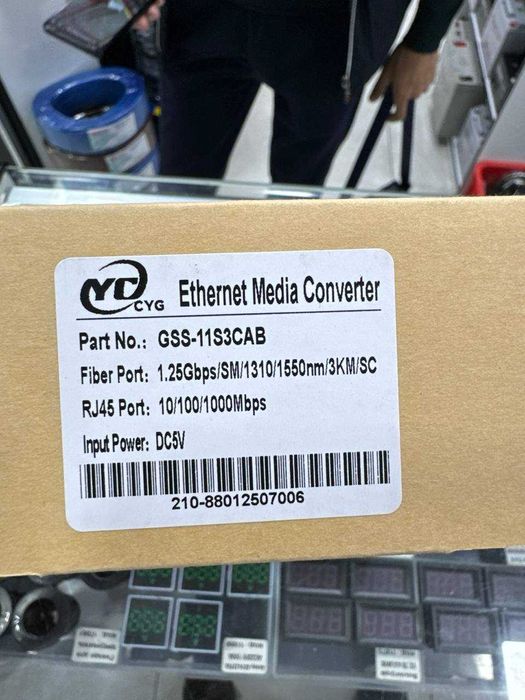 YC
CYG
Ethernet Media Converter
Part No.: GSS-11S3CAB
Fiber Port: 1.25Gbps/SM/1310/1550nm/3KM/SC
RJ45 Port: 10/100/1000Mbps
Input Power: DC5V
210-88012507006